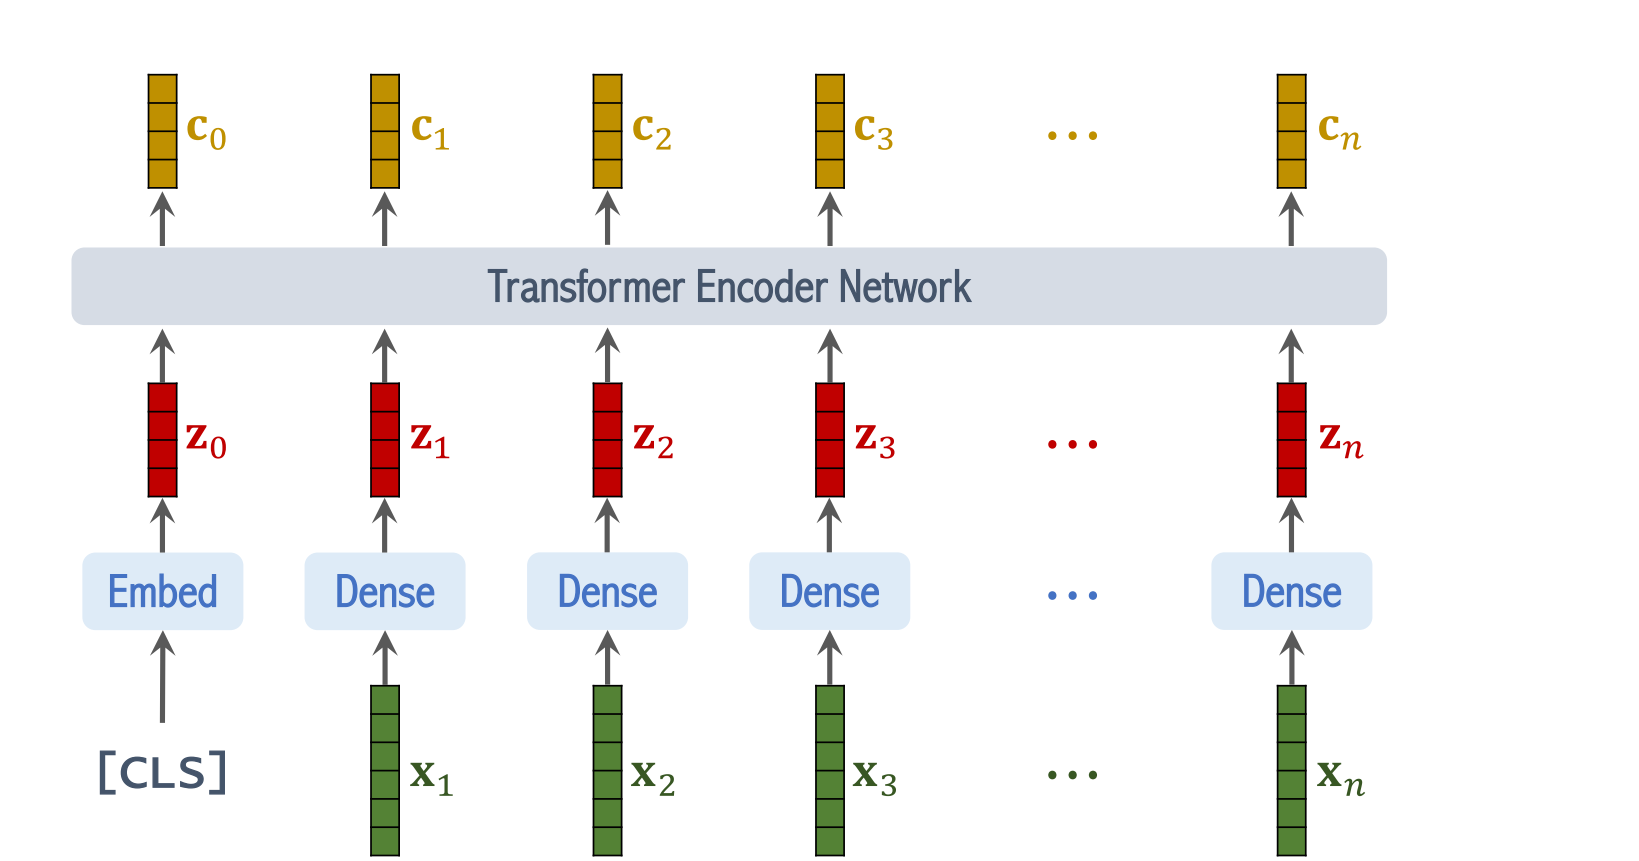 c0 c1 c2 c3 ... cn
Transformer Encoder Network
z0 z1 z2 z3 ... zn
Embed Dense Dense Dense ... Dense
[CLS] x1 x2 x3 ... xn